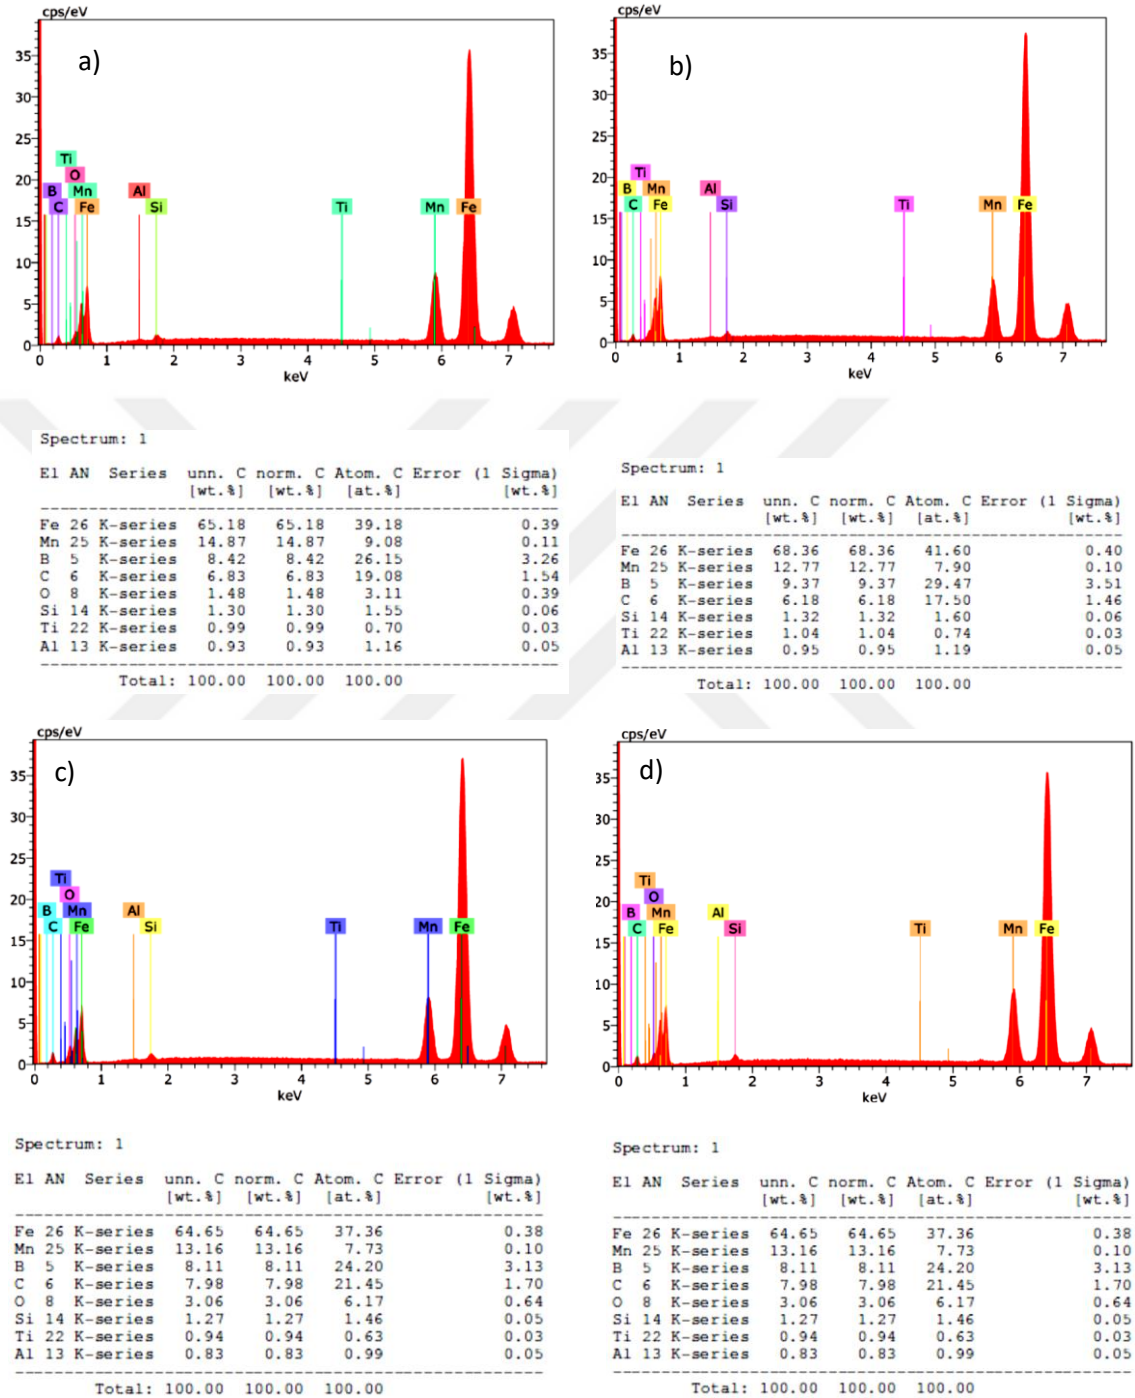 cps/eV
a)
35
30
25
20
15
10
5
0
Ti
O
B Mn Al
C Fe Si Ti Mn Fe
0 1 2 3 4 5 6 7
keV
cps/eV
b)
35
30
25
20
15
10
5
0
Ti
B Mn Al
C Fe Si Ti Mn Fe
0 1 2 3 4 5 6 7
keV
Spectrum: 1
El AN Series unn. C norm. C Atom. C Error (1 Sigma)
[wt.%] [wt.%] [at.%] [wt.%]
Fe 26 K-series 65.18 65.18 39.18 0.39
Mn 25 K-series 14.87 14.87 9.08 0.11
B 5 K-series 8.42 8.42 26.15 3.26
C 6 K-series 6.83 6.83 19.08 1.54
O 8 K-series 1.48 1.48 3.11 0.39
Si 14 K-series 1.30 1.30 1.55 0.06
Ti 22 K-series 0.99 0.99 0.70 0.03
Al 13 K-series 0.93 0.93 1.16 0.05
Total: 100.00 100.00 100.00
Spectrum: 1
El AN Series unn. C norm. C Atom. C Error (1 Sigma)
[wt.%] [wt.%] [at.%] [wt.%]
Fe 26 K-series 68.36 68.36 41.60 0.40
Mn 25 K-series 12.77 12.77 7.90 0.10
B 5 K-series 9.37 9.37 29.47 3.51
C 6 K-series 6.18 6.18 17.50 1.46
Si 14 K-series 1.32 1.32 1.60 0.06
Ti 22 K-series 1.04 1.04 0.74 0.03
Al 13 K-series 0.95 0.95 1.19 0.05
Total: 100.00 100.00 100.00
cps/eV
c)
35
30
25
20
15
10
5
0
Ti
O
B Mn Al
C Fe Si Ti Mn Fe
0 1 2 3 4 5 6 7
keV
cps/eV
d)
35
30
25
20
15
10
5
0
Ti
O
B Mn Al
C Fe Si Ti Mn Fe
0 1 2 3 4 5 6 7
keV
Spectrum: 1
El AN Series unn. C norm. C Atom. C Error (1 Sigma)
[wt.%] [wt.%] [at.%] [wt.%]
Fe 26 K-series 64.65 64.65 37.36 0.38
Mn 25 K-series 13.16 13.16 7.73 0.10
B 5 K-series 8.11 8.11 24.20 3.13
C 6 K-series 7.98 7.98 21.45 1.70
O 8 K-series 3.06 3.06 6.17 0.64
Si 14 K-series 1.27 1.27 1.46 0.05
Ti 22 K-series 0.94 0.94 0.63 0.03
Al 13 K-series 0.83 0.83 0.99 0.05
Total: 100.00 100.00 100.00
Spectrum: 1
El AN Series unn. C norm. C Atom. C Error (1 Sigma)
[wt.%] [wt.%] [at.%] [wt.%]
Fe 26 K-series 64.65 64.65 37.36 0.38
Mn 25 K-series 13.16 13.16 7.73 0.10
B 5 K-series 8.11 8.11 24.20 3.13
C 6 K-series 7.98 7.98 21.45 1.70
O 8 K-series 3.06 3.06 6.17 0.64
Si 14 K-series 1.27 1.27 1.46 0.05
Ti 22 K-series 0.94 0.94 0.63 0.03
Al 13 K-series 0.83 0.83 0.99 0.05
Total: 100.00 100.00 100.00